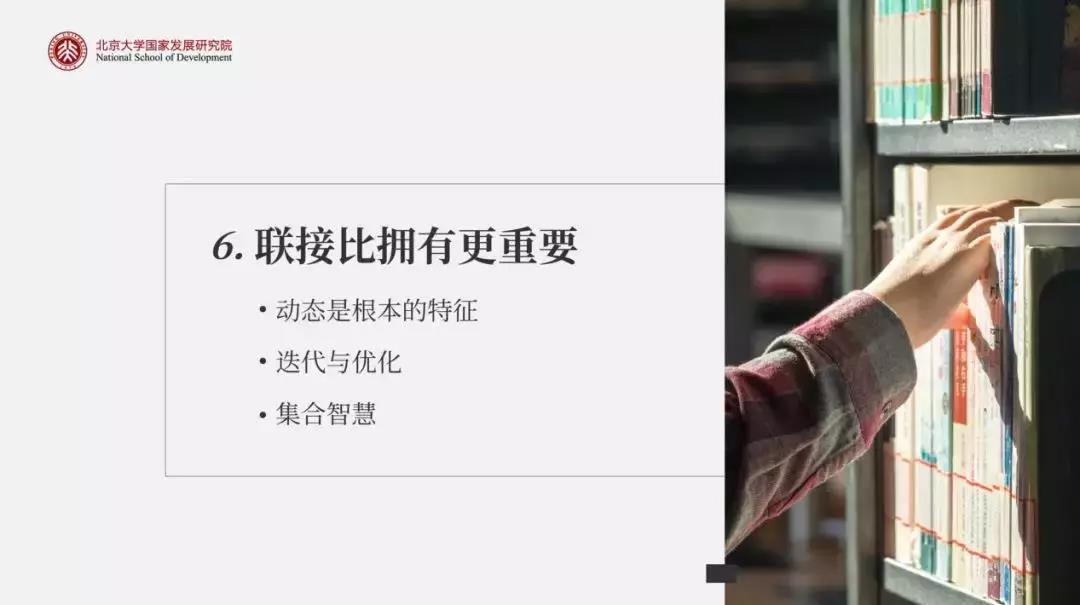 北京大学国家发展研究院
National School of Development
6. 联接比拥有更重要
• 动态是根本的特征
• 迭代与优化
• 集合智慧